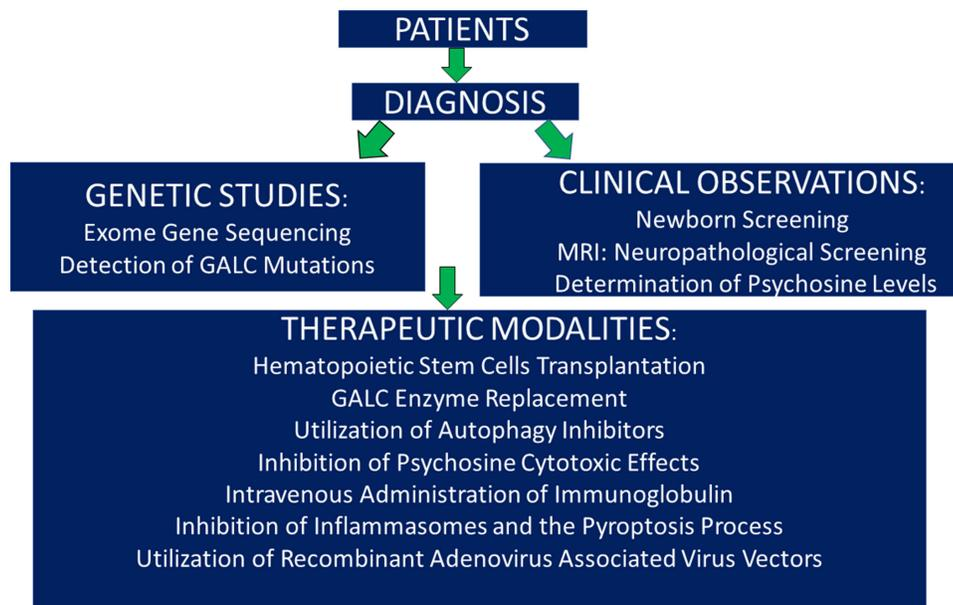 PATIENTS
DIAGNOSIS
GENETIC STUDIES:
Exome Gene Sequencing
Detection of GALC Mutations
CLINICAL OBSERVATIONS:
Newborn Screening
MRI: Neuropathological Screening
Determination of Psychosine Levels
THERAPEUTIC MODALITIES:
Hematopoietic Stem Cells Transplantation
GALC Enzyme Replacement
Utilization of Autophagy Inhibitors
Inhibition of Psychosine Cytotoxic Effects
Intravenous Administration of Immunoglobulin
Inhibition of Inflammasomes and the Pyroptosis Process
Utilization of Recombinant Adenovirus Associated Virus Vectors